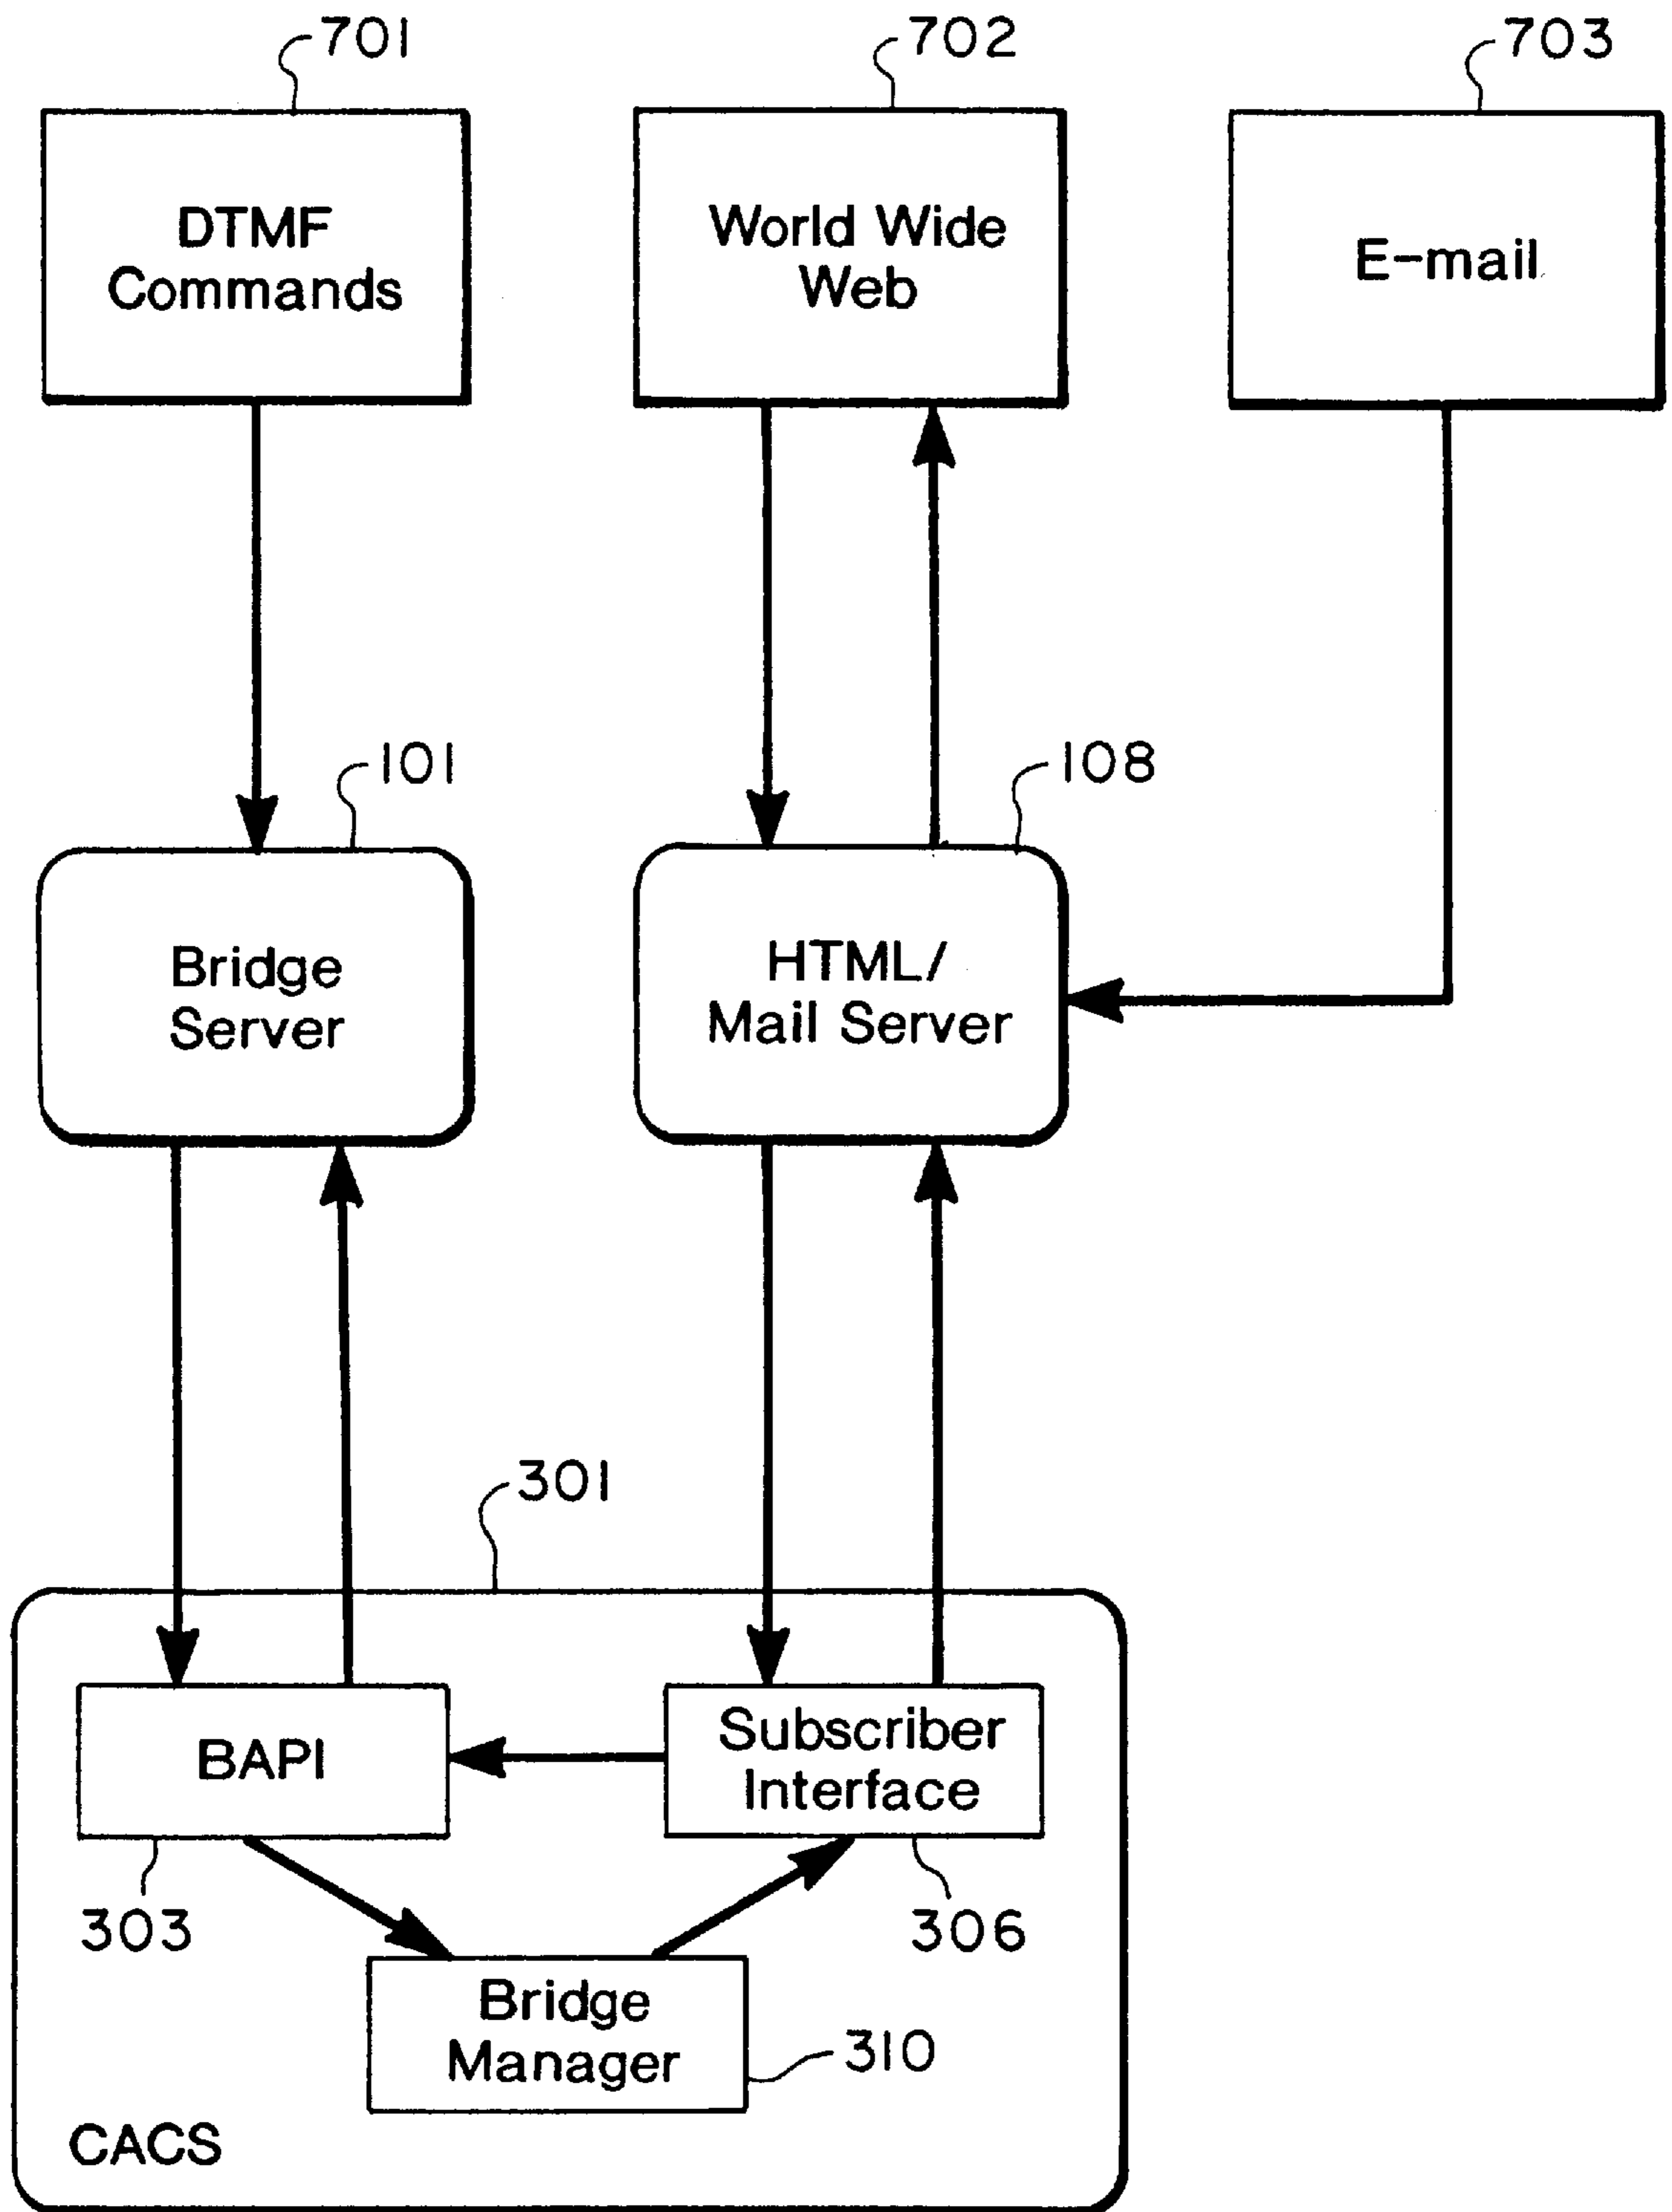 701
702
703
DTMF
Commands
World Wide
Web
E-mail
101
108
Bridge
Server
HTML/
Mail Server
301
BAPI
Subscriber
Interface
303
306
Bridge
Manager
310
CACS